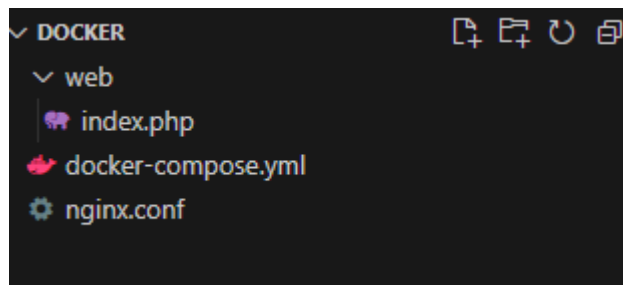 DOCKER
web
index.php
docker-compose.yml
nginx.conf